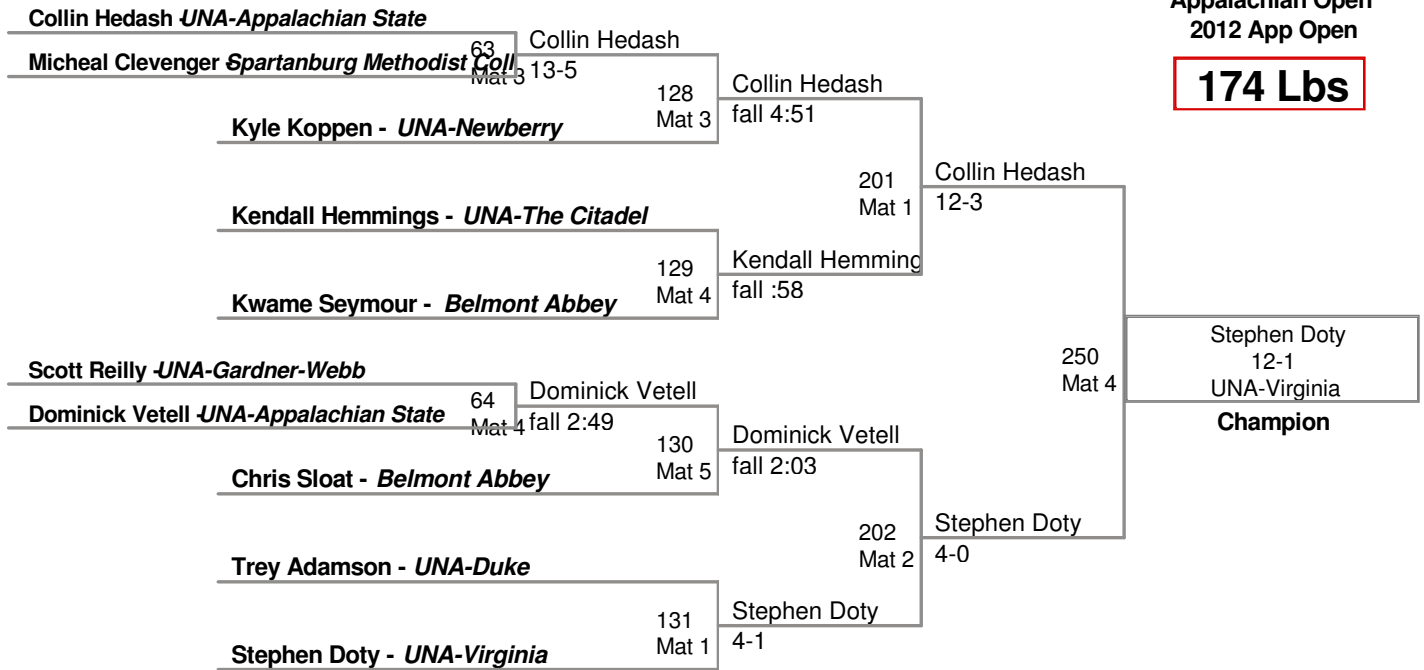 Appalachian Open
2012 App Open
174 Lbs
Collin Hedash -UNA-Appalachian State
Micheal Clevenger -Spartanburg Methodist Coll
63
Mat 3
Collin Hedash
13-5
Kyle Koppen - UNA-Newberry
128
Mat 3
Collin Hedash
fall 4:51
Kendall Hemmings - UNA-The Citadel
Kwame Seymour - Belmont Abbey
129
Mat 4
Kendall Hemming
fall :58
201
Mat 1
Collin Hedash
12-3
Scott Reilly -UNA-Gardner-Webb
Dominick Vetell -UNA-Appalachian State
64
Mat 4
Dominick Vetell
fall 2:49
Chris Sloat - Belmont Abbey
130
Mat 5
Dominick Vetell
fall 2:03
Trey Adamson - UNA-Duke
Stephen Doty - UNA-Virginia
131
Mat 1
Stephen Doty
4-1
202
Mat 2
Stephen Doty
4-0
250
Mat 4
Stephen Doty
12-1
UNA-Virginia
Champion